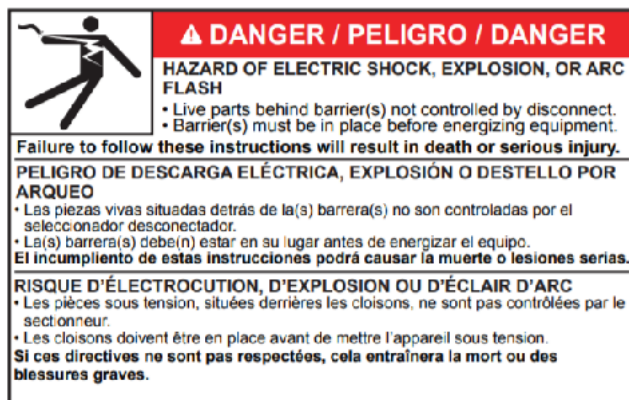 ⚠ DANGER / PELIGRO / DANGER
HAZARD OF ELECTRIC SHOCK, EXPLOSION, OR ARC
FLASH
• Live parts behind barrier(s) not controlled by disconnect.
• Barrier(s) must be in place before energizing equipment.
Failure to follow these instructions will result in death or serious injury.
PELIGRO DE DESCARGA ELÉCTRICA, EXPLOSIÓN O DESTELLO POR
ARQUEO
• Las piezas vivas situadas detrás de la(s) barrera(s) no son controladas por el
seleccionador desconectador.
• La(s) barrera(s) debe(n) estar en su lugar antes de energizar el equipo.
El incumpliento de estas instrucciones podrá causar la muerte o lesiones serias.
RISQUE D'ÉLECTROCUTION, D'EXPLOSION OU D'ÉCLAIR D'ARC
• Les pièces sous tension, situées derrières les cloisons, ne sont pas contrôlées par le
sectionneur.
• Les cloisons doivent être en place avant de mettre l'appareil sous tension.
Si ces directives ne sont pas respectées, cela entraînera la mort ou des
blessures graves.